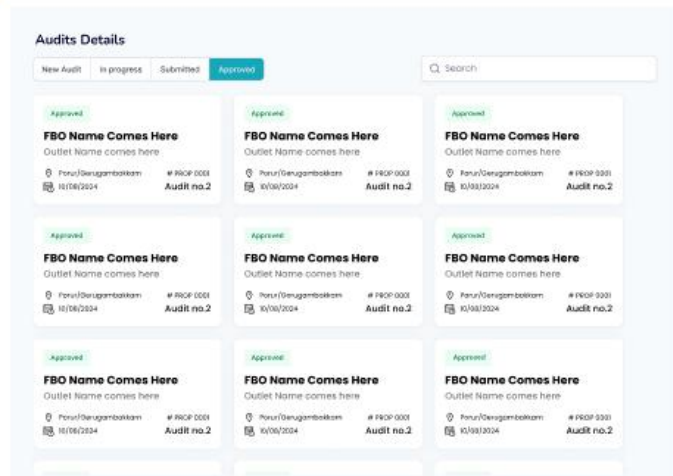 Audits Details
New Audit In progress Submitted Approved
Search
Approved Approved Approved
FBO Name Comes Here FBO Name Comes Here FBO Name Comes Here
Outlet Name comes here Outlet Name comes here Outlet Name comes here
Porur/Gerugambakkam # PROP 0001 Porur/Gerugambakkam # PROP 0001 Porur/Gerugambakkam # PROP 0001
10/08/2024 Audit no.2 10/08/2024 Audit no.2 10/08/2024 Audit no.2
Approved Approved Approved
FBO Name Comes Here FBO Name Comes Here FBO Name Comes Here
Outlet Name comes here Outlet Name comes here Outlet Name comes here
Porur/Gerugambakkam # PROP 0001 Porur/Gerugambakkam # PROP 0001 Porur/Gerugambakkam # PROP 0001
10/08/2024 Audit no.2 10/08/2024 Audit no.2 10/08/2024 Audit no.2
Approved Approved Approved
FBO Name Comes Here FBO Name Comes Here FBO Name Comes Here
Outlet Name comes here Outlet Name comes here Outlet Name comes here
Porur/Gerugambakkam # PROP 0001 Porur/Gerugambakkam # PROP 0001 Porur/Gerugambakkam # PROP 0001
10/08/2024 Audit no.2 10/08/2024 Audit no.2 10/08/2024 Audit no.2